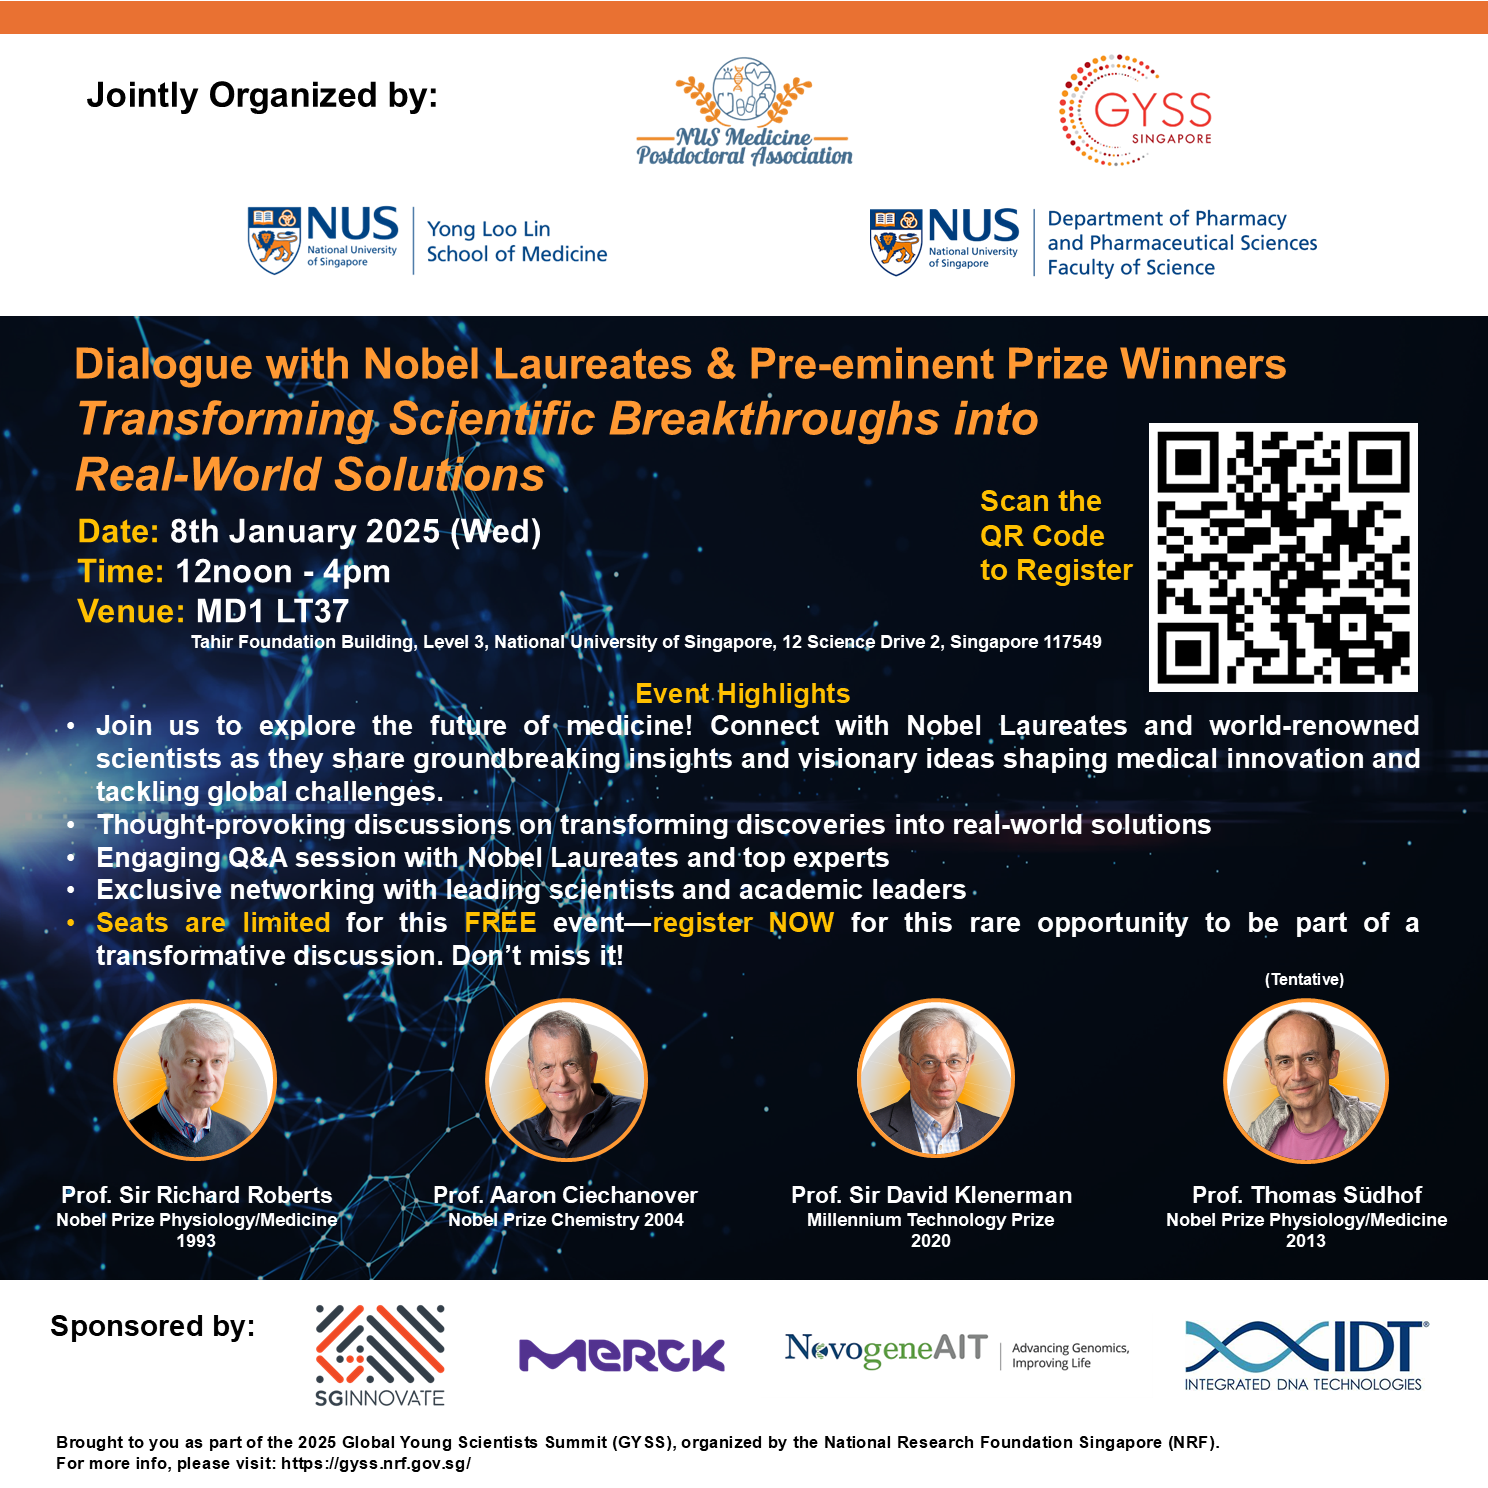 Jointly Organized by:
NUS Medicine
Postdoctoral Association
GYSS
SINGAPORE
NUS
National University
of Singapore
Yong Loo Lin
School of Medicine
NUS
National University
of Singapore
Department of Pharmacy
and Pharmaceutical Sciences
Faculty of Science
Dialogue with Nobel Laureates & Pre-eminent Prize Winners
Transforming Scientific Breakthroughs into
Real-World Solutions
Date: 8th January 2025 (Wed)
Time: 12noon - 4pm
Venue: MD1 LT37
Tahir Foundation Building, Level 3, National University of Singapore, 12 Science Drive 2, Singapore 117549
Scan the
QR Code
to Register
Event Highlights
• Join us to explore the future of medicine! Connect with Nobel Laureates and world-renowned
scientists as they share groundbreaking insights and visionary ideas shaping medical innovation and
tackling global challenges.
• Thought-provoking discussions on transforming discoveries into real-world solutions
• Engaging Q&A session with Nobel Laureates and top experts
• Exclusive networking with leading scientists and academic leaders
• Seats are limited for this FREE event—register NOW for this rare opportunity to be part of a
transformative discussion. Don’t miss it!
(Tentative)
Prof. Sir Richard Roberts
Nobel Prize Physiology/Medicine
1993
Prof. Aaron Ciechanover
Nobel Prize Chemistry 2004
Prof. Sir David Klenerman
Millennium Technology Prize
2020
Prof. Thomas Südhof
Nobel Prize Physiology/Medicine
2013
Sponsored by:
SGINNOVATE
MERCK
NovogeneAIT
Advancing Genomics,
Improving Life
IDT®
INTEGRATED DNA TECHNOLOGIES
Brought to you as part of the 2025 Global Young Scientists Summit (GYSS), organized by the National Research Foundation Singapore (NRF).
For more info, please visit: https://gyss.nrf.gov.sg/